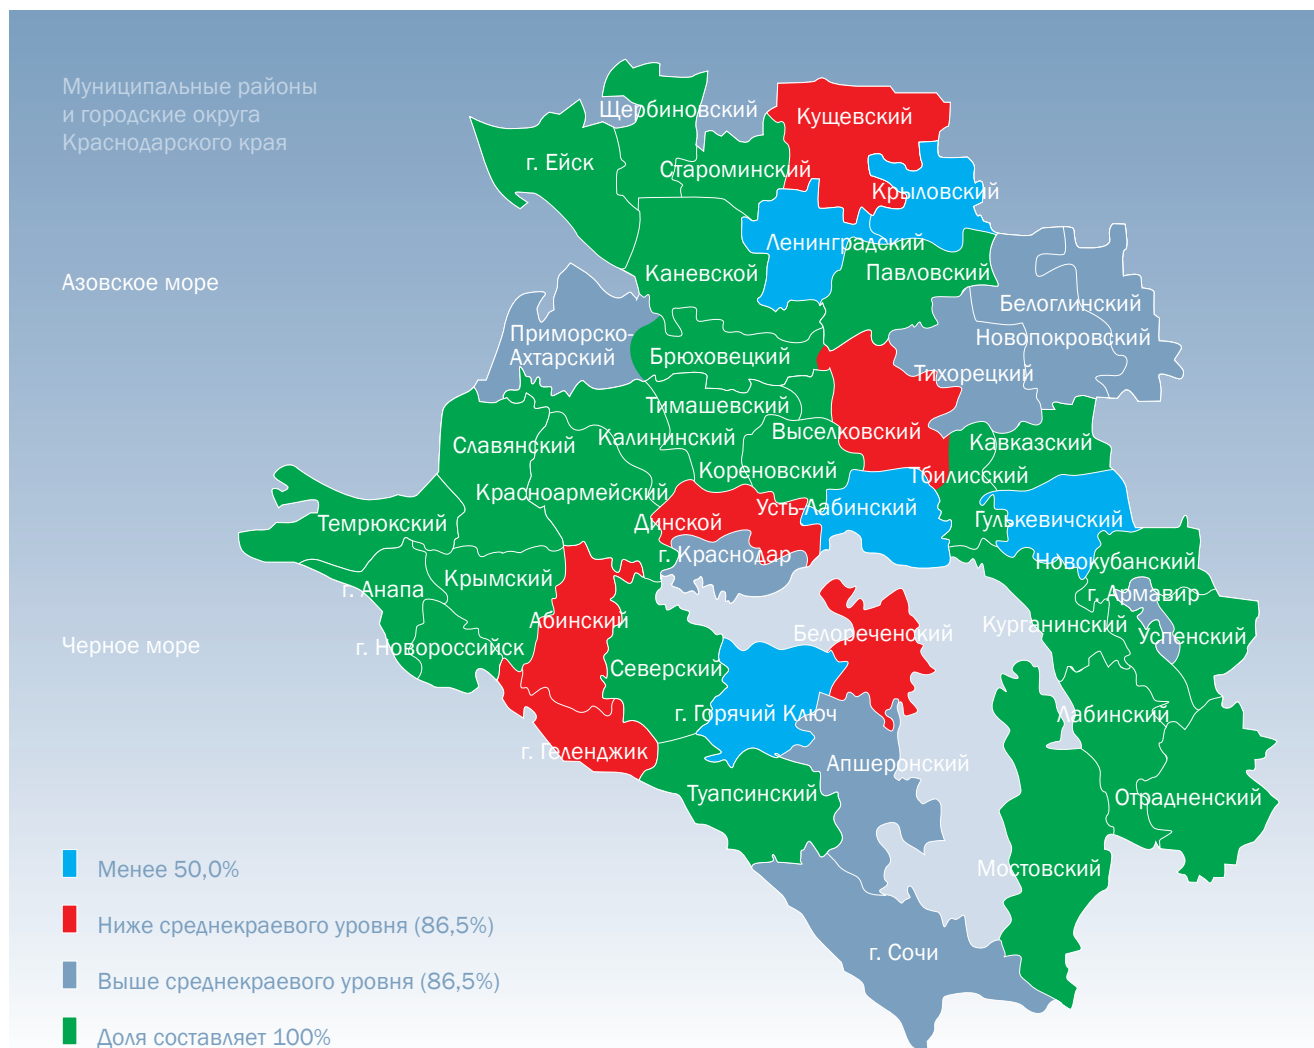 Муниципальные районы
и городские округа
Краснодарского края
Щербиновский
Кущевский
г. Ейск
Староминский
Крыловский
Ленинградский
Каневской
Павловский
Азовское море
Белоглинский
Приморско-
Ахтарский
Новопокровский
Брюховецкий
Тихорецкий
Тимашевский
Славянский
Калининский
Выселковский
Кавказский
Кореновский
Тбилисский
Красноармейский
Усть-Лабинский
Темрюкский
Динской
Гулькевичский
г. Краснодар
Новокубанский
Крымский
г. Анапа
г. Армавир
Абинский
Курганинский
Белореченский
Успенский
Черное море
г. Новороссийск
Северский
г. Горячий Ключ
Лабинский
г. Геленджик
Апшеронский
Туапсинский
Отрадненский
Мостовский
г. Сочи
Менее 50,0%
Ниже среднекраевого уровня (86,5%)
Выше среднекраевого уровня (86,5%)
Доля составляет 100%